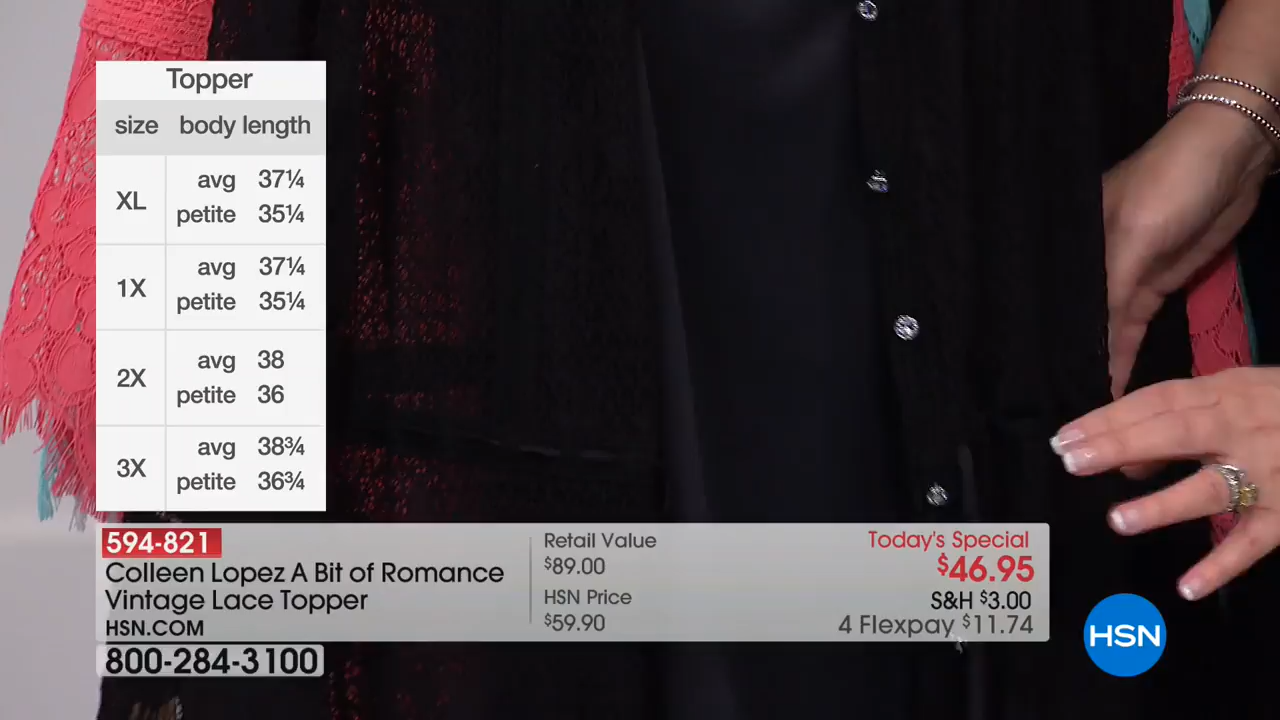 Topper
size body length
XL avg 37¼
petite 35¼
1X avg 37¼
petite 35¼
2X avg 38
petite 36
3X avg 38¾
petite 36¾
594-821
Colleen Lopez A Bit of Romance
Vintage Lace Topper
HSN.COM
800-284-3100
Retail Value
$89.00
HSN Price
$59.90
Today's Special
$46.95
S&H $3.00
4 Flexpay $11.74
HSN